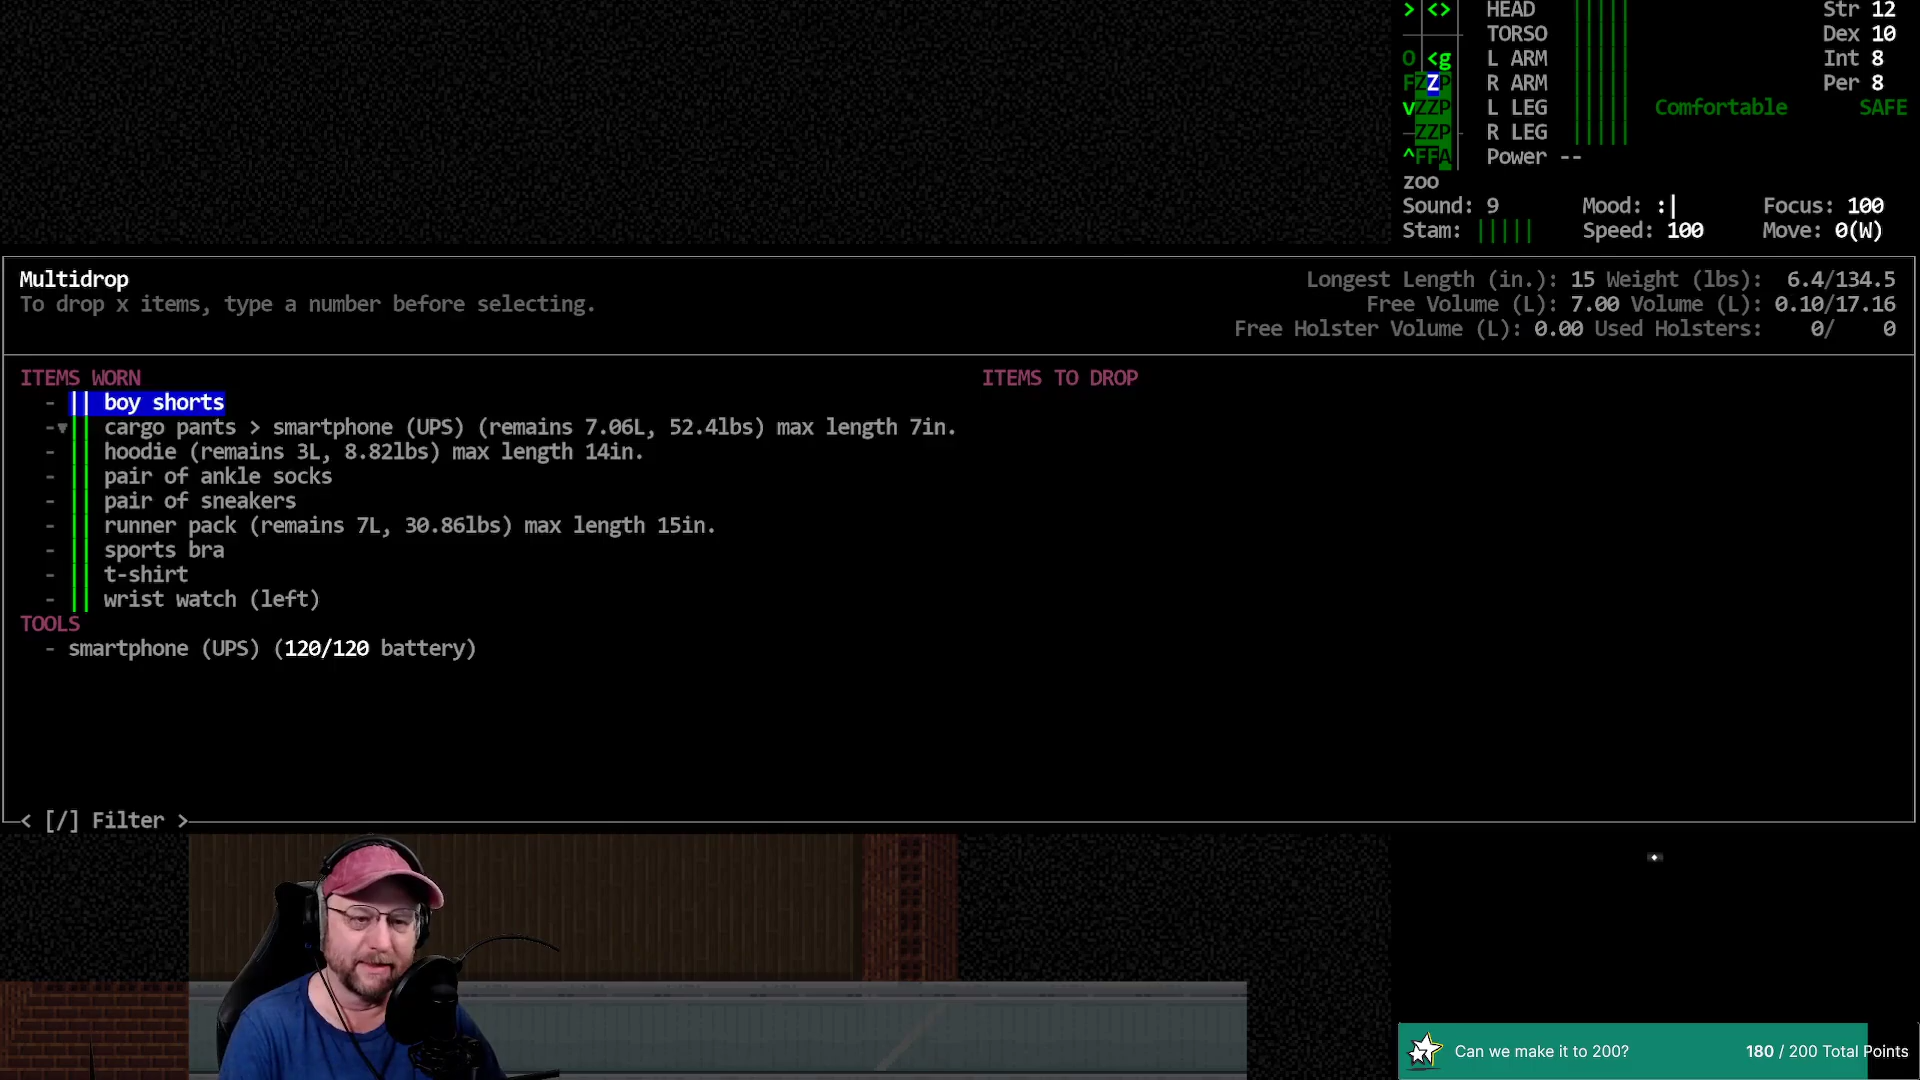 > <> HEAD Str 12
TORSO Dex 10
O <g L ARM Int 8
FZZP R ARM Per 8
vZZP L LEG Comfortable SAFE
ZZP R LEG
^FFA Power --
zoo
Sound: 9 Mood: :| Focus: 100
Stam: ||||| Speed: 100 Move: 0(W)
Multidrop
To drop x items, type a number before selecting.
Longest Length (in.): 15 Weight (lbs): 6.4/134.5
Free Volume (L): 7.00 Volume (L): 0.10/17.16
Free Holster Volume (L): 0.00 Used Holsters: 0/ 0
ITEMS WORN
- || boy shorts
-▼|| cargo pants > smartphone (UPS) (remains 7.06L, 52.4lbs) max length 7in.
- || hoodie (remains 3L, 8.82lbs) max length 14in.
- || pair of ankle socks
- || pair of sneakers
- || runner pack (remains 7L, 30.86lbs) max length 15in.
- || sports bra
- || t-shirt
- || wrist watch (left)
TOOLS
- smartphone (UPS) (120/120 battery)
ITEMS TO DROP
< [/] Filter >
Can we make it to 200? 180 / 200 Total Points